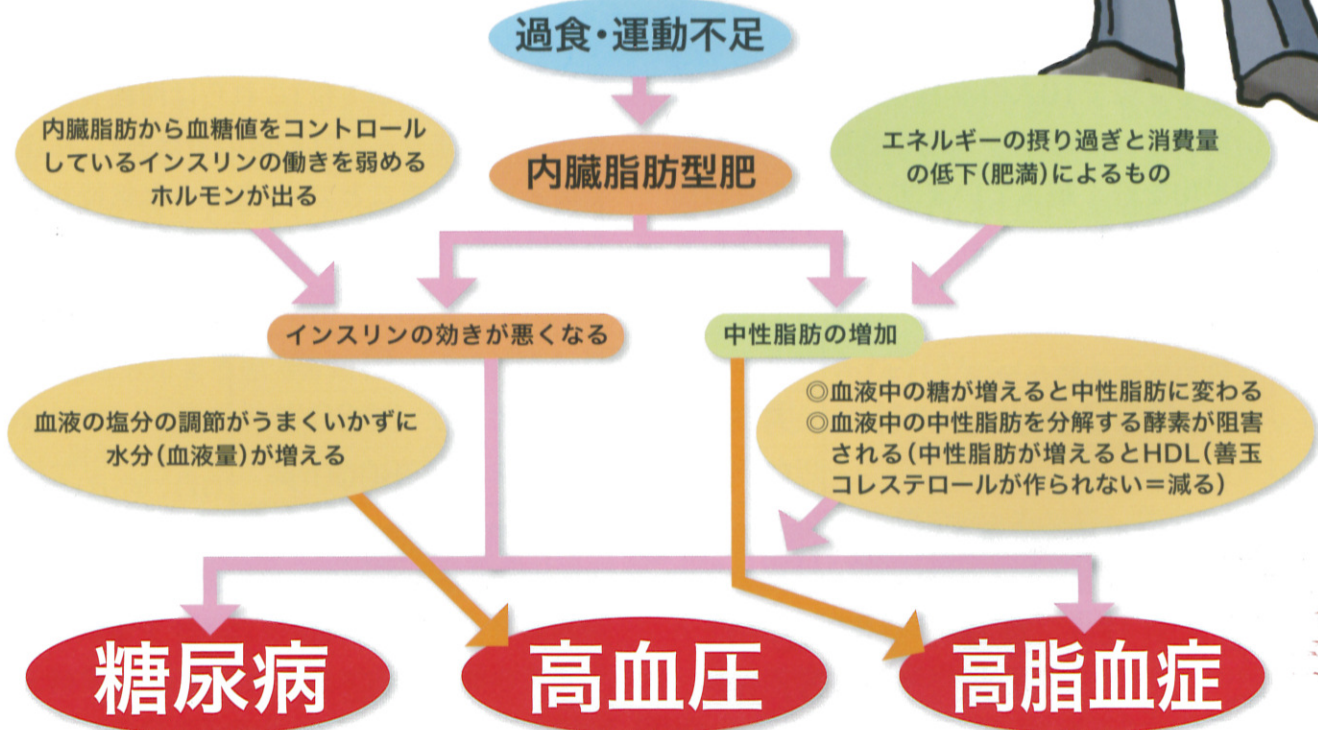 過食・運動不足
内臓脂肪から血糖値をコントロール
しているインスリンの働きを弱める
ホルモンが出る
内臓脂肪型肥
エネルギーの摂り過ぎと消費量
の低下(肥満)によるもの
インスリンの効きが悪くなる
中性脂肪の増加
血液の塩分の調節がうまくいかずに
水分(血液量)が増える
◎血液中の糖が増えると中性脂肪に変わる
◎血液中の中性脂肪を分解する酵素が阻害
される(中性脂肪が増えるとHDL(善玉
コレステロールが作られない=減る)
糖尿病
高血圧
高脂血症